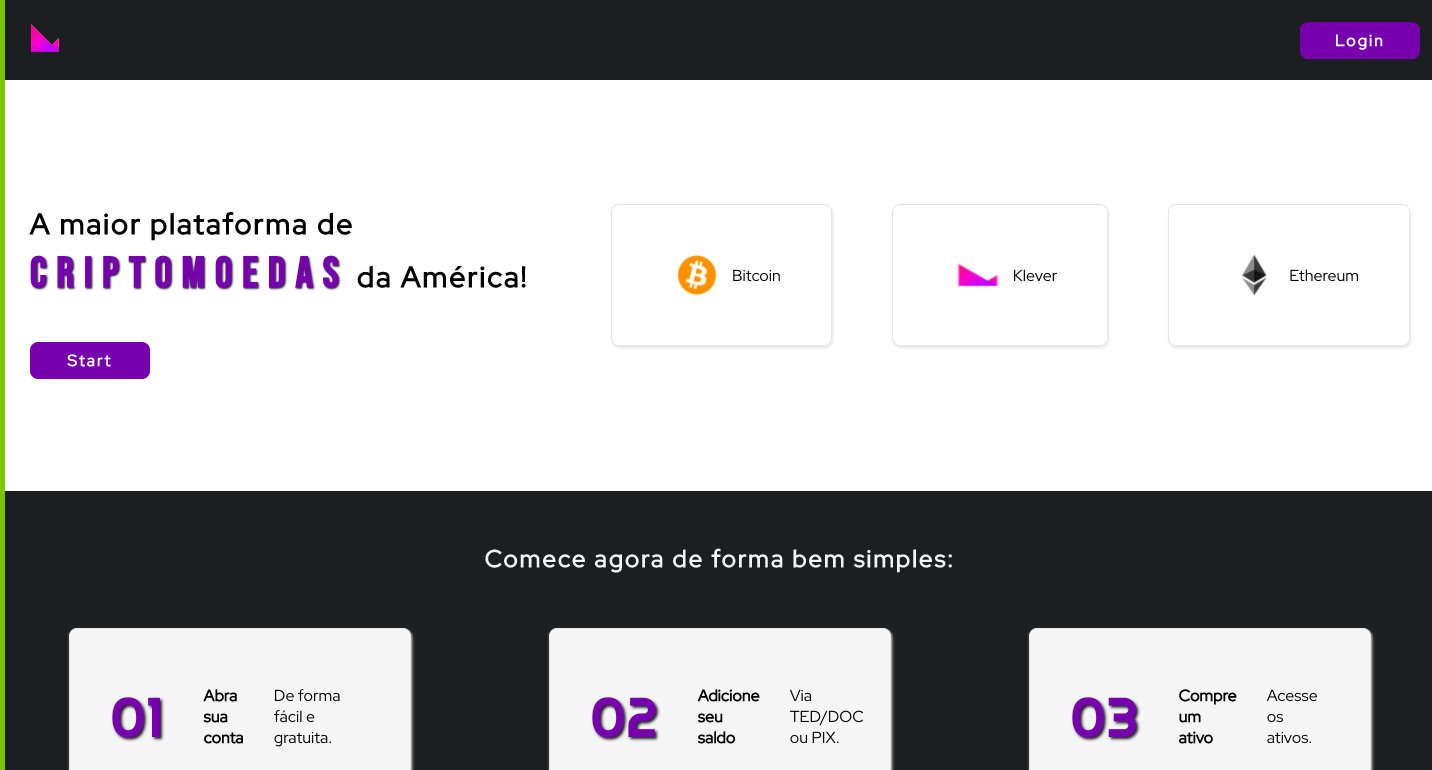 Login
A maior plataforma de
CRIPTOMOEDAS da América!
Start
Bitcoin
Klever
Ethereum
Comece agora de forma bem simples:
01
Abra
sua
conta
De forma
fácil e
gratuita.
02
Adicione
seu
saldo
Via
TED/DOC
ou PIX.
03
Compre
um
ativo
Acesse
os
ativos.